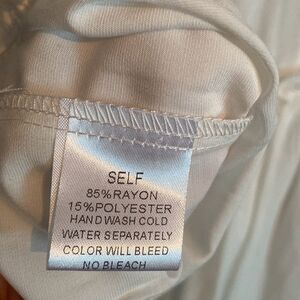 SELF
85%RAYON
15%POLYESTER
HAND WASH COLD
WATER SEPARATELY
COLOR WILL BLEED
NO BLEACH